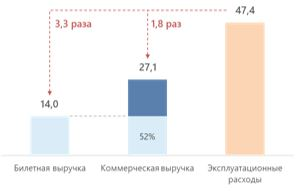 47,4
3,3 раза
1,8 раз
27,1
14,0
52%
Билетная выручка
Коммерческая выручка
Эксплуатационные
расходы